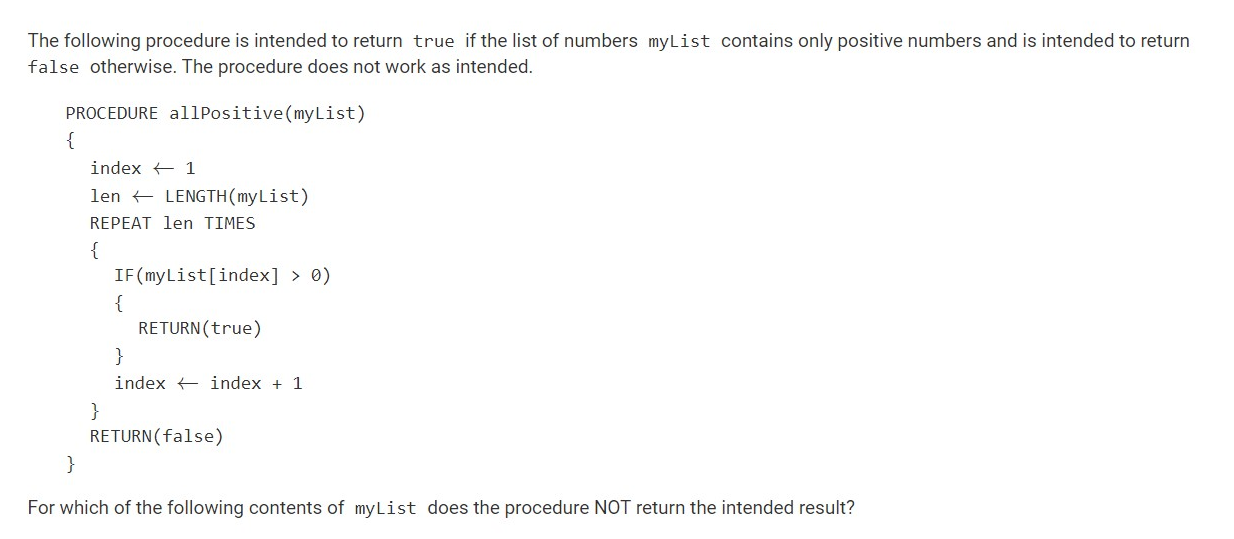 The following procedure is intended to return true if the list of numbers myList contains only positive numbers and is intended to return
false otherwise. The procedure does not work as intended.
PROCEDURE allPositive(myList)
{
index ← 1
len ← LENGTH(myList)
REPEAT len TIMES
{
IF(myList[index] > 0)
{
RETURN(true)
}
index ← index + 1
}
RETURN(false)
}
For which of the following contents of myList does the procedure NOT return the intended result?